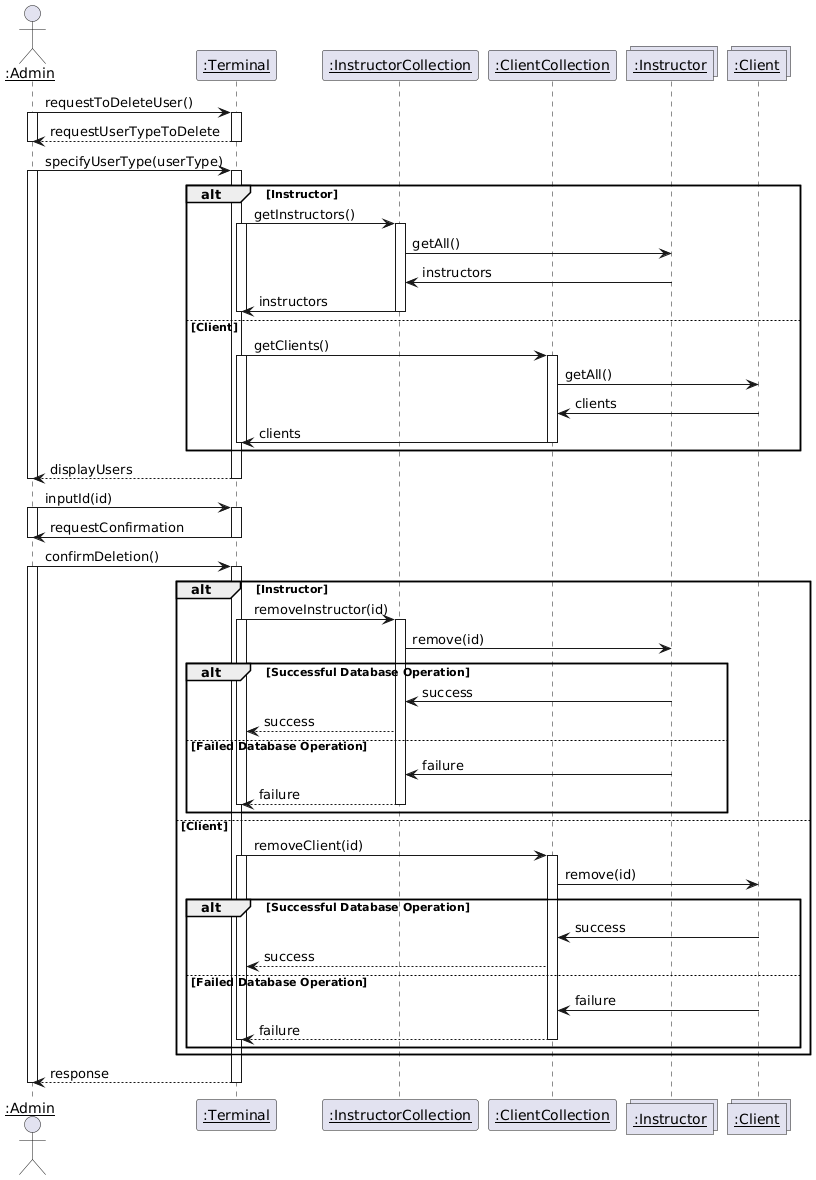 :Admin
:Terminal
:InstructorCollection
:ClientCollection
:Instructor
:Client
requestToDeleteUser()
requestUserTypeToDelete
specifyUserType(userType)
alt
[Instructor]
getInstructors()
getAll()
instructors
instructors
[Client]
getClients()
getAll()
clients
clients
displayUsers
inputId(id)
requestConfirmation
confirmDeletion()
alt
[Instructor]
removeInstructor(id)
remove(id)
alt
[Successful Database Operation]
success
success
[Failed Database Operation]
failure
failure
[Client]
removeClient(id)
remove(id)
alt
[Successful Database Operation]
success
success
[Failed Database Operation]
failure
failure
response
:Admin
:Terminal
:InstructorCollection
:ClientCollection
:Instructor
:Client